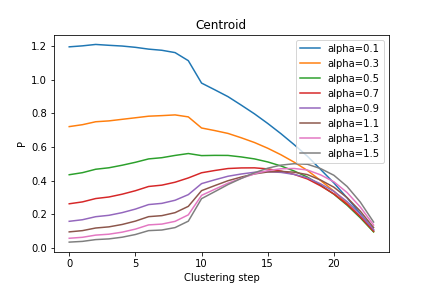 Centroid
P
1.2
1.0
0.8
0.6
0.4
0.2
0.0
0
5
10
15
20
Clustering step
alpha=0.1
alpha=0.3
alpha=0.5
alpha=0.7
alpha=0.9
alpha=1.1
alpha=1.3
alpha=1.5